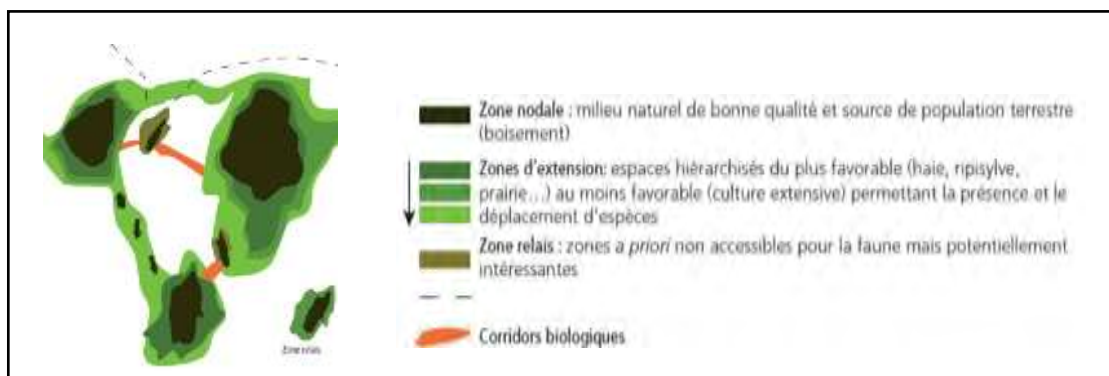 Zone nodale : milieu naturel de bonne qualité et source de population terrestre
(boisement)
Zones d'extension: espaces hiérarchisés du plus favorable (haie, ripisylve,
prairie...) au moins favorable (culture extensive) permettant la présence et le
déplacement d'espèces
Zone relais : zones a priori non accessibles pour la faune mais potentiellement
intéressantes
Corridors biologiques
Zone relais